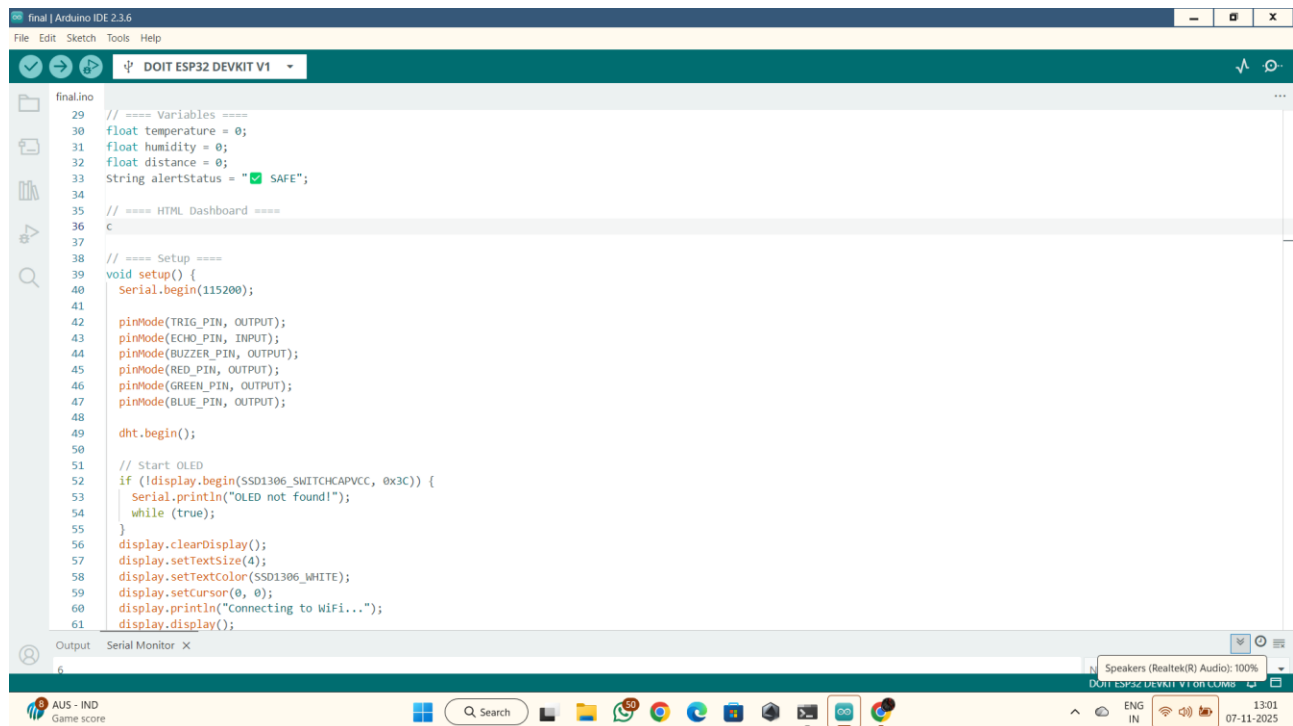 final | Arduino IDE 2.3.6
File Edit Sketch Tools Help
DOIT ESP32 DEVKIT V1
final.ino
29 // ==== Variables ====
30 float temperature = 0;
31 float humidity = 0;
32 float distance = 0;
33 String alertStatus = "✅ SAFE";
34
35 // ==== HTML Dashboard ====
36 c
37
38 // ==== Setup ====
39 void setup() {
40 Serial.begin(115200);
41
42 pinMode(TRIG_PIN, OUTPUT);
43 pinMode(ECHO_PIN, INPUT);
44 pinMode(BUZZER_PIN, OUTPUT);
45 pinMode(RED_PIN, OUTPUT);
46 pinMode(GREEN_PIN, OUTPUT);
47 pinMode(BLUE_PIN, OUTPUT);
48
49 dht.begin();
50
51 // Start OLED
52 if (!display.begin(SSD1306_SWITCHCAPVCC, 0x3C)) {
53 Serial.println("OLED not found!");
54 while (true);
55 }
56 display.clearDisplay();
57 display.setTextSize(4);
58 display.setTextColor(SSD1306_WHITE);
59 display.setCursor(0, 0);
60 display.println("Connecting to WiFi...");
61 display.display();
Output Serial Monitor X
6
Speakers (Realtek(R) Audio): 100%
DOIT ESP32 DEVKIT V1 on COM8
8
AUS - IND
Game score
Search
50
ENG
IN
13:01
07-11-2025